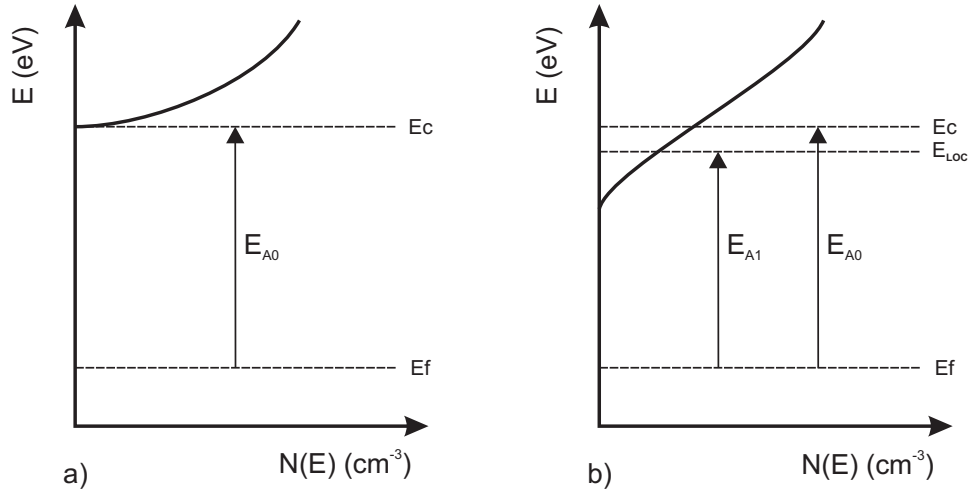 E (eV)
Ec
E_A0
Ef
N(E) (cm⁻³)
a)
E (eV)
Ec
E_LOC
E_A1
E_A0
Ef
N(E) (cm⁻³)
b)